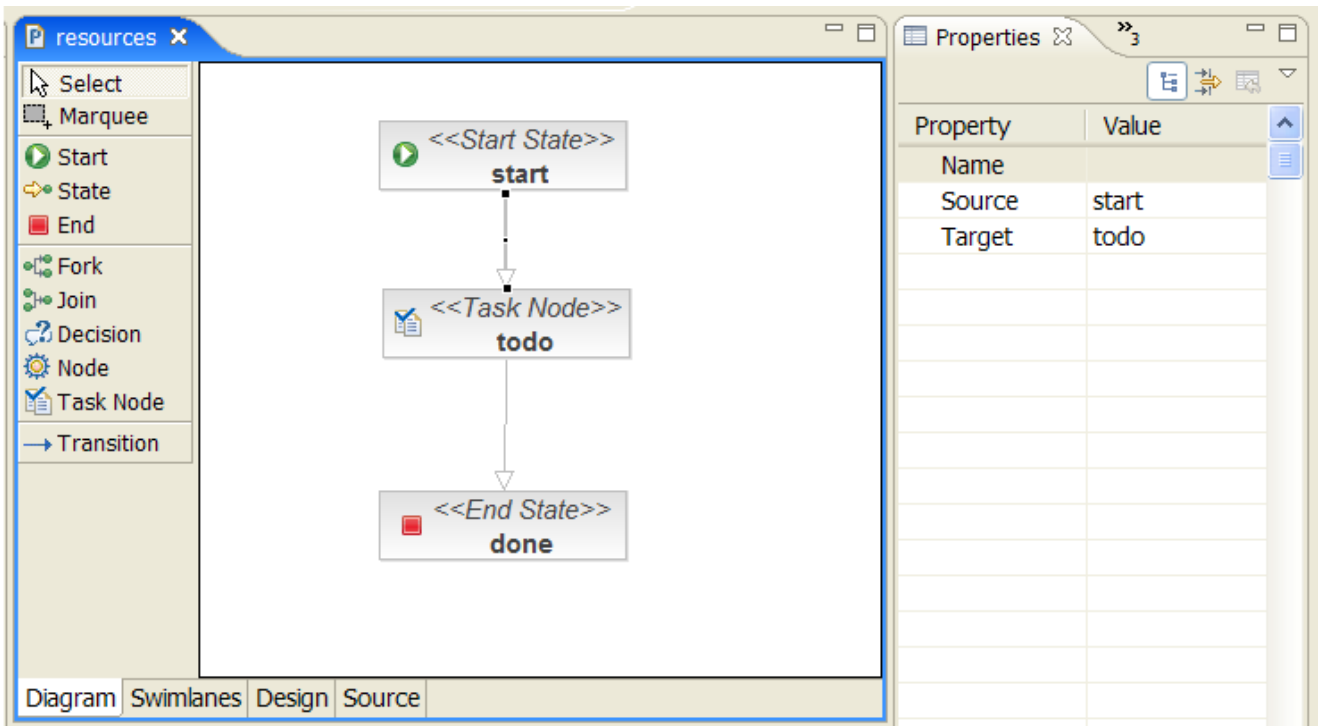 resources
Select
Marquee
Start
State
End
Fork
Join
Decision
Node
Task Node
Transition
<<Start State>>
start
<<Task Node>>
todo
<<End State>>
done
Diagram Swimlanes Design Source
Properties »3
Property Value
Name
Source start
Target todo